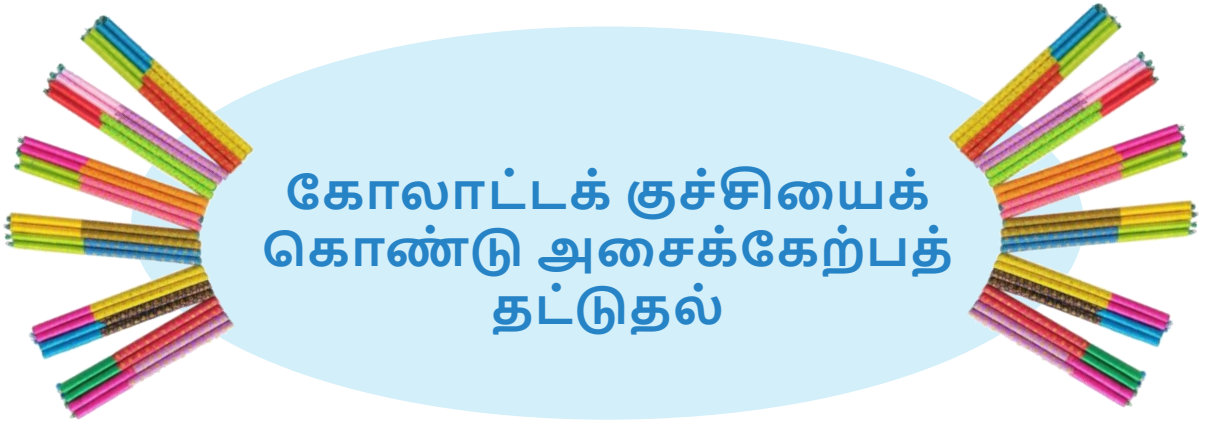 கோலாட்டக் குச்சியைக்
கொண்டு அசைக்கேற்பத்
தட்டுதல்